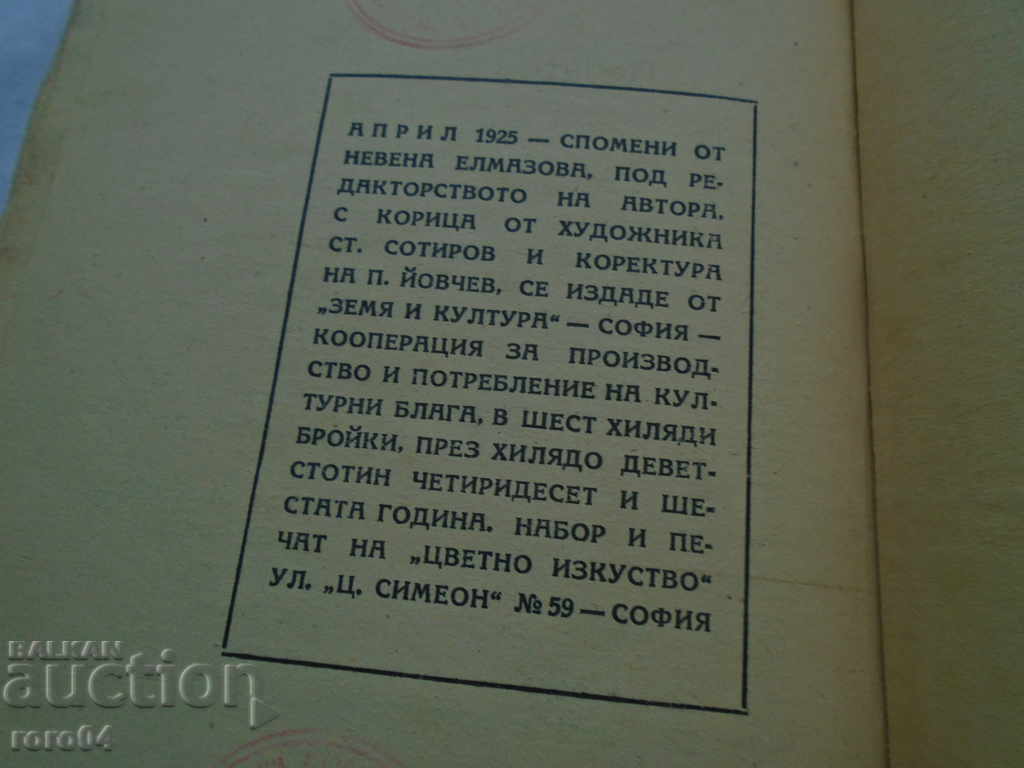 АПРИЛ 1925 — СПОМЕНИ ОТ
НЕВЕНА ЕЛМАЗОВА, ПОД РЕ-
ДАКТОРСТВОТО НА АВТОРА.
С КОРИЦА ОТ ХУДОЖНИКА
СТ. СОТИРОВ И КОРЕКТУРА
НА П. ЙОВЧЕВ, СЕ ИЗДАДЕ ОТ
„ЗЕМЯ И КУЛТУРА“ — СОФИЯ —
КООПЕРАЦИЯ ЗА ПРОИЗВОД-
СТВО И ПОТРЕБЛЕНИЕ НА КУЛ-
ТУРНИ БЛАГА, В ШЕСТ ХИЛЯДИ
БРОЙКИ, ПРЕЗ ХИЛЯДО ДЕВЕТ-
СТОТИН ЧЕТИРИДЕСЕТ И ШЕ-
СТАТА ГОДИНА. НАБОР И ПЕ-
ЧАТ НА „ЦВЕТНО ИЗКУСТВО“
УЛ. „Ц. СИМЕОН“ № 59 — СОФИЯ
BALKAN
auction
roro04